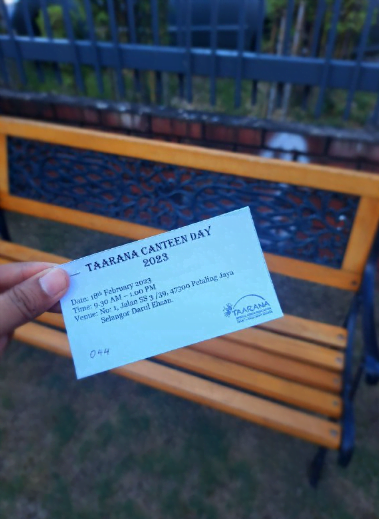 TAARANA CANTEEN DAY
2023
Date: 18th February 2023
Time: 9.30 AM – 1.00 PM
Venue: No: 1, Jalan SS 3 /39, 47300 Petaling Jaya
Selangor Darul Ehsan.
TAARANA
044